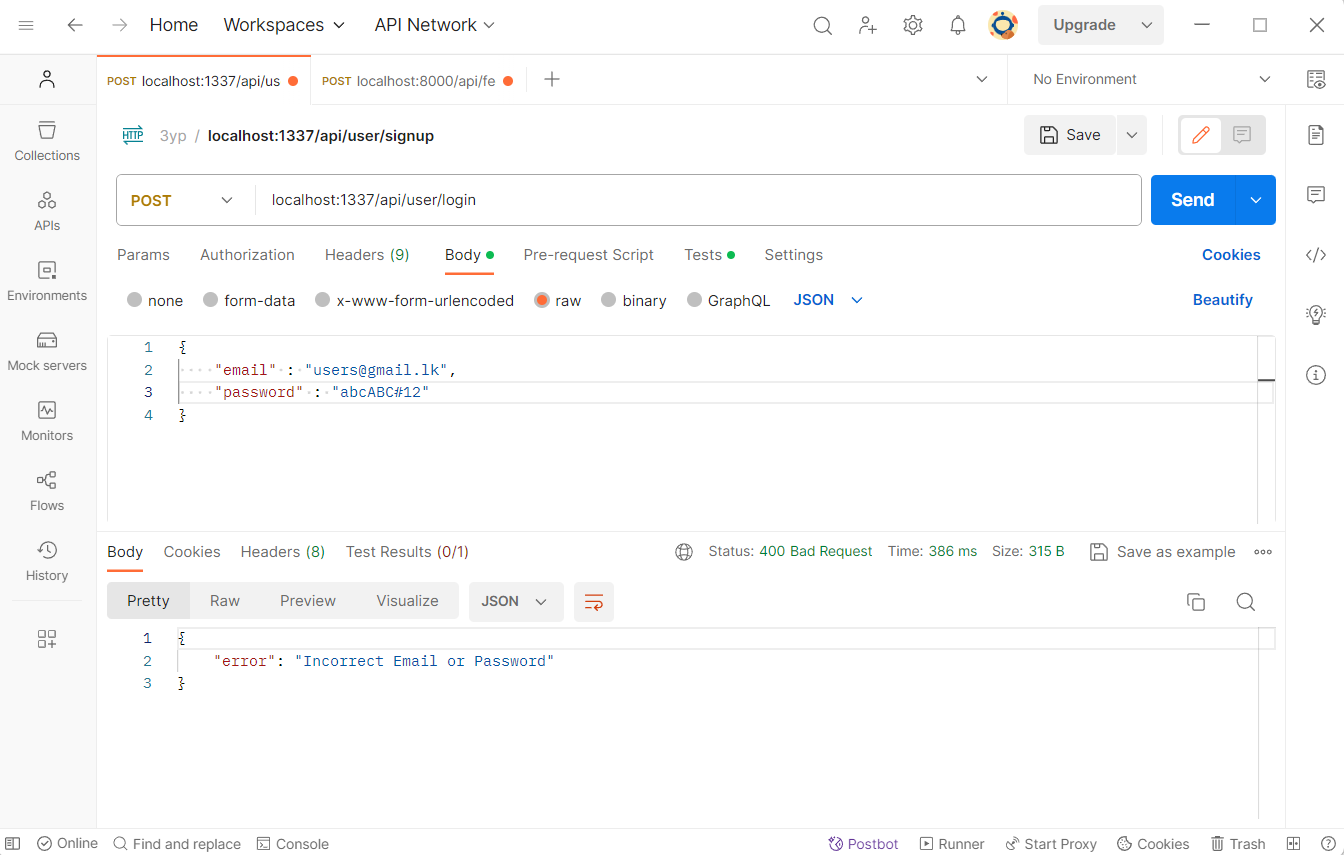 Home Workspaces API Network Upgrade
POST localhost:1337/api/us POST localhost:8000/api/fe No Environment
HTTP 3yp / localhost:1337/api/user/signup Save
POST localhost:1337/api/user/login Send
Params Authorization Headers (9) Body Pre-request Script Tests Settings Cookies
none form-data x-www-form-urlencoded raw binary GraphQL JSON Beautify
1 {
2 "email" : "users@gmail.lk",
3 "password" : "abcABC#12"
4 }
Collections
APIs
Environments
Mock servers
Monitors
Flows
History
Body Cookies Headers (8) Test Results (0/1) Status: 400 Bad Request Time: 386 ms Size: 315 B Save as example
Pretty Raw Preview Visualize JSON
1 {
2 "error": "Incorrect Email or Password"
3 }
Online Find and replace Console Postbot Runner Start Proxy Cookies Trash